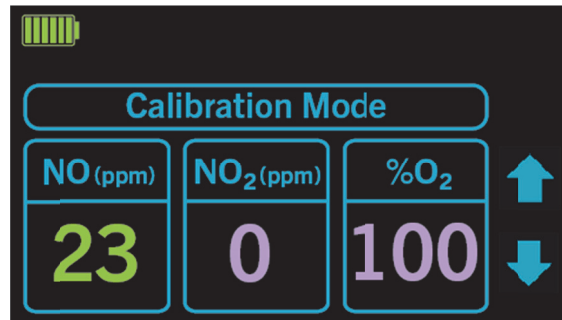 Calibration Mode
NO (ppm) NO₂ (ppm) %O₂
23 0 100